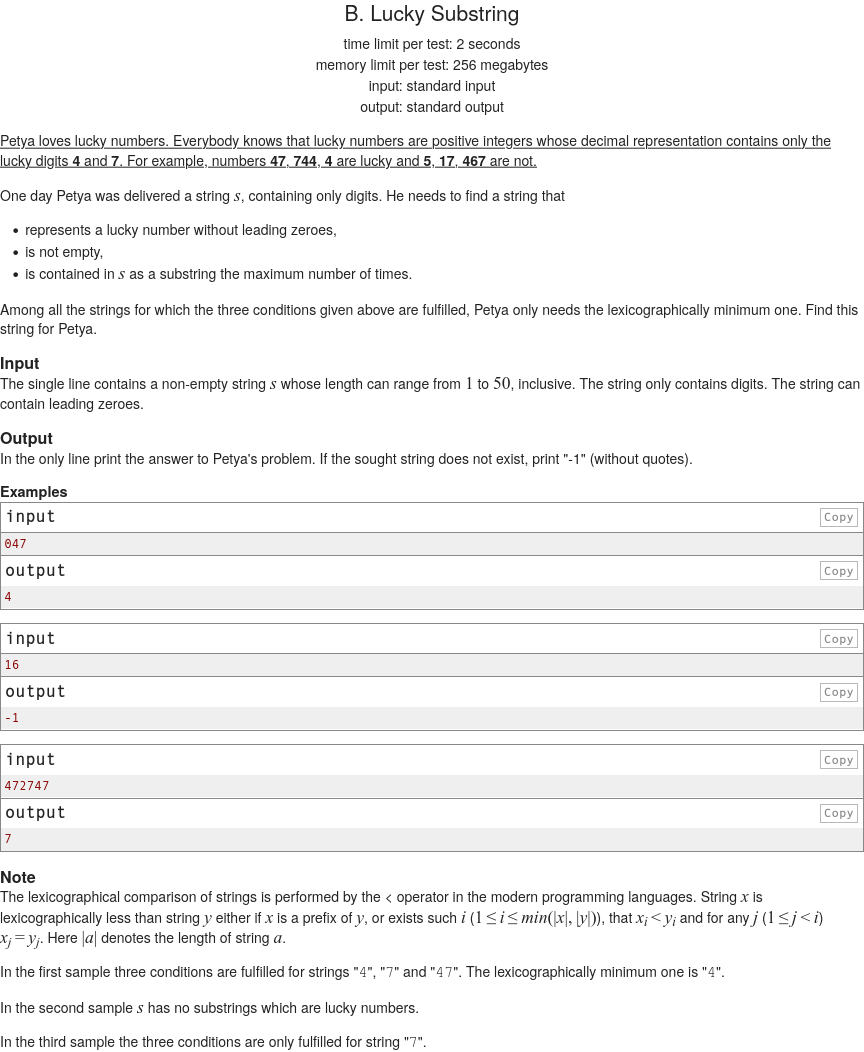 B. Lucky Substring
time limit per test: 2 seconds
memory limit per test: 256 megabytes
input: standard input
output: standard output
Petya loves lucky numbers. Everybody knows that lucky numbers are positive integers whose decimal representation contains only the
lucky digits 4 and 7. For example, numbers 47, 744, 4 are lucky and 5, 17, 467 are not.
One day Petya was delivered a string s, containing only digits. He needs to find a string that
• represents a lucky number without leading zeroes,
• is not empty,
• is contained in s as a substring the maximum number of times.
Among all the strings for which the three conditions given above are fulfilled, Petya only needs the lexicographically minimum one. Find this
string for Petya.
Input
The single line contains a non-empty string s whose length can range from 1 to 50, inclusive. The string only contains digits. The string can
contain leading zeroes.
Output
In the only line print the answer to Petya's problem. If the sought string does not exist, print "-1" (without quotes).
Examples
input Copy
047
output Copy
4
input Copy
16
output Copy
-1
input Copy
472747
output Copy
7
Note
The lexicographical comparison of strings is performed by the < operator in the modern programming languages. String x is
lexicographically less than string y either if x is a prefix of y, or exists such i (1 ≤ i ≤ min(|x|, |y|)), that x_i < y_i and for any j (1 ≤ j < i)
x_j = y_j. Here |a| denotes the length of string a.
In the first sample three conditions are fulfilled for strings "4", "7" and "47". The lexicographically minimum one is "4".
In the second sample s has no substrings which are lucky numbers.
In the third sample the three conditions are only fulfilled for string "7".